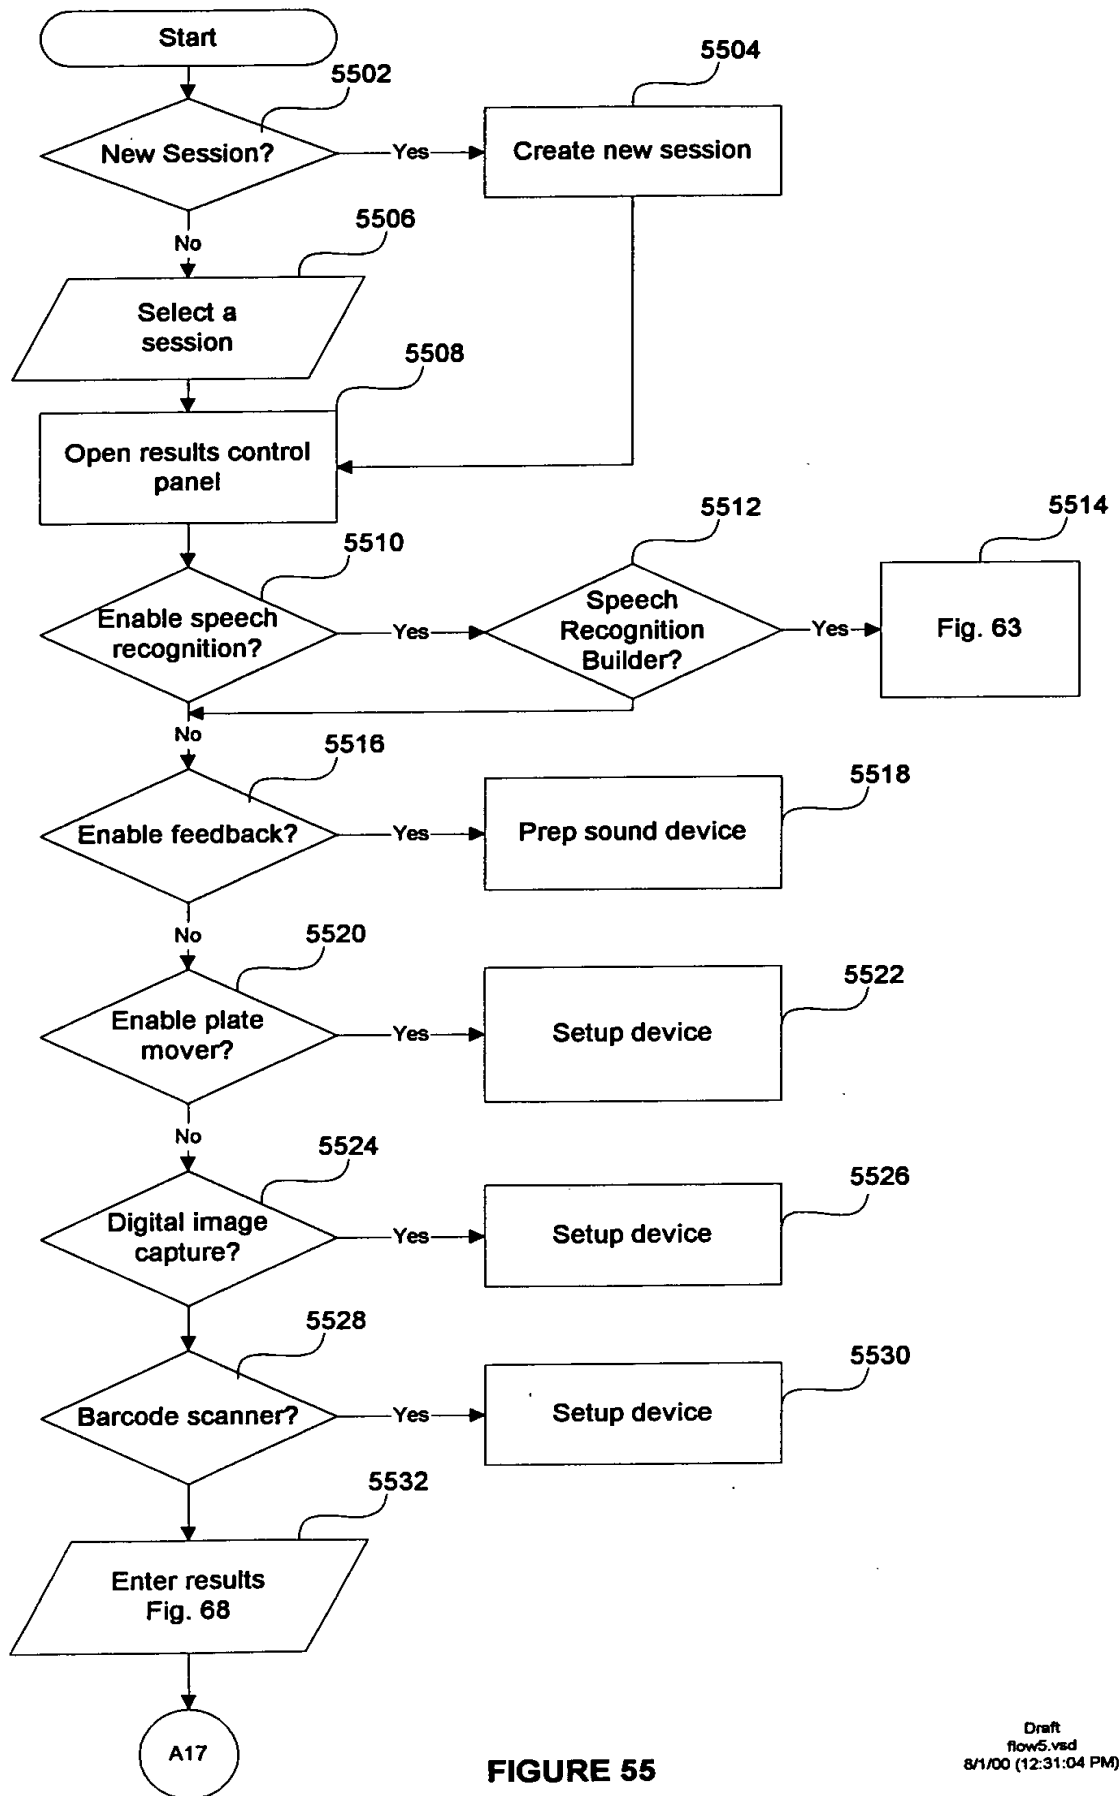 Start
5502
5504
New Session?
Yes
Create new session
No
5506
Select a
session
5508
Open results control
panel
5510
5512
5514
Enable speech
recognition?
Yes
Speech
Recognition
Builder?
Yes
Fig. 63
No
5516
5518
Enable feedback?
Yes
Prep sound device
No
5520
5522
Enable plate
mover?
Yes
Setup device
No
5524
5526
Digital image
capture?
Yes
Setup device
5528
5530
Barcode scanner?
Yes
Setup device
5532
Enter results
Fig. 68
A17
FIGURE 55
Draft
flow5.vsd
8/1/00 (12:31:04 PM)